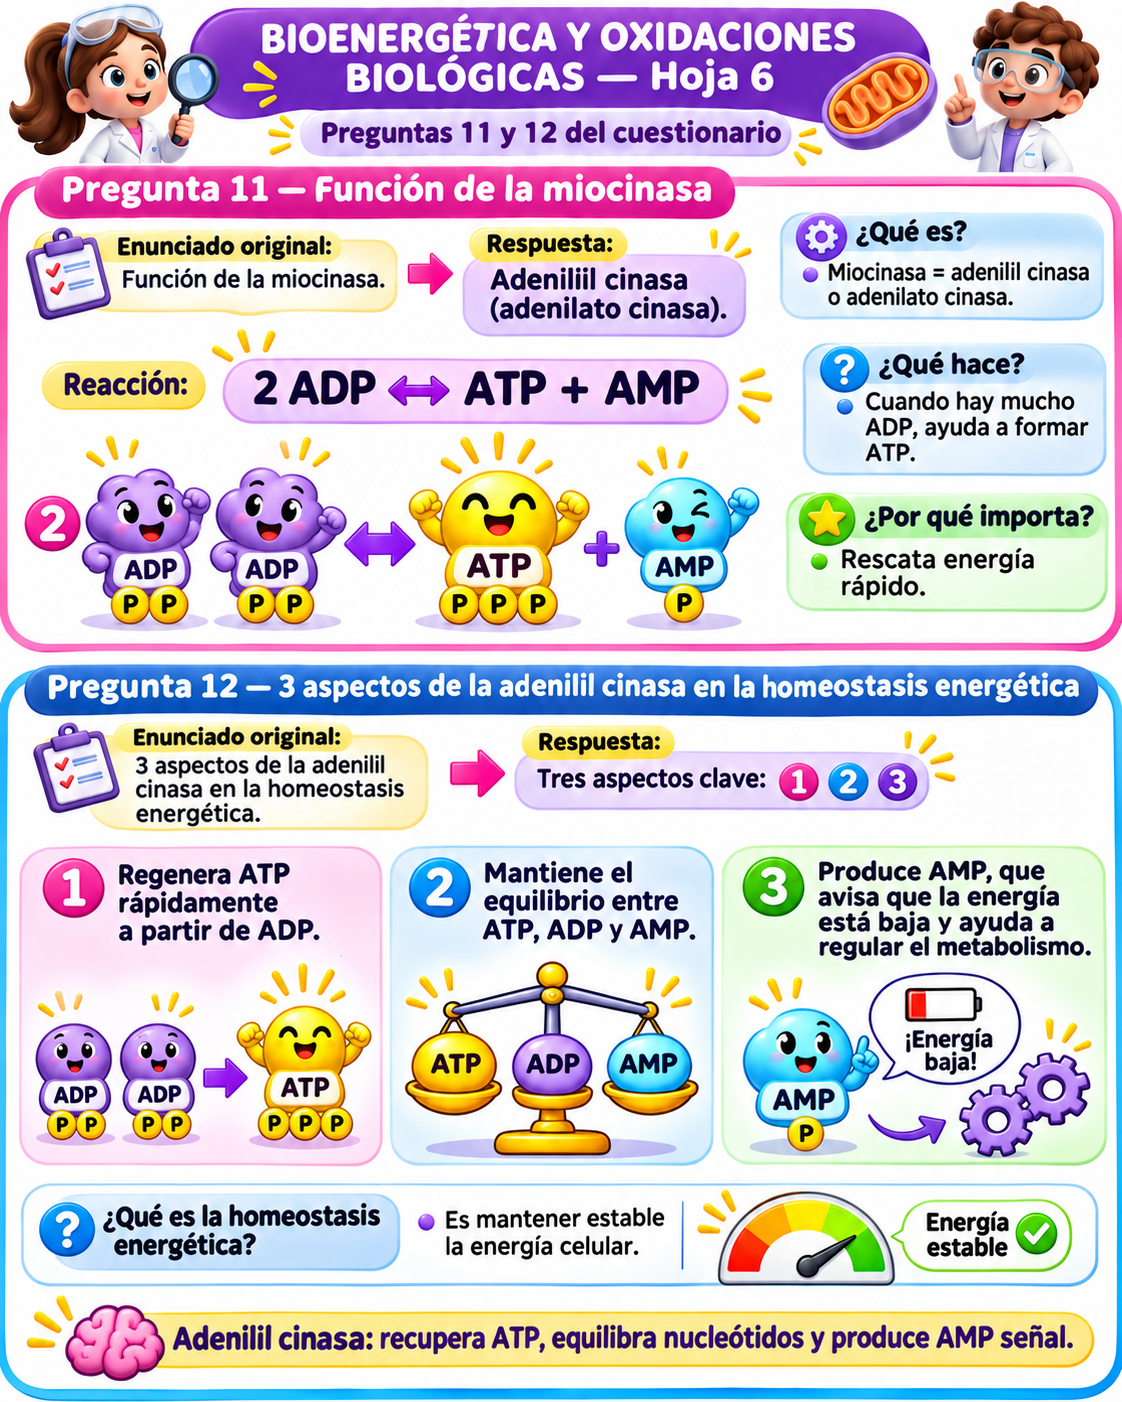 BIOENERGÉTICA Y OXIDACIONES
BIOLÓGICAS — Hoja 6
Preguntas 11 y 12 del cuestionario
Pregunta 11 — Función de la miocinasa
Enunciado original:
Función de la miocinasa.
Respuesta:
Adeniliil cinasa
(adenilato cinasa).
¿Qué es?
Miocinasa = adenilil cinasa
o adenilato cinasa.
Reacción:
2 ADP ↔ ATP + AMP
¿Qué hace?
Cuando hay mucho
ADP, ayuda a formar
ATP.
2
ADP
P P
ADP
P P
ATP
P P P
+
AMP
P
¿Por qué importa?
Rescata energía
rápido.
Pregunta 12 — 3 aspectos de la adenilil cinasa en la homeostasis energética
Enunciado original:
3 aspectos de la adenilil
cinasa en la homeostasis
energética.
Respuesta:
Tres aspectos clave: 1 2 3
1
Regenera ATP
rápidamente
a partir de ADP.
ADP
P P
ADP
P P
ATP
P P P
2
Mantiene el
equilibrio entre
ATP, ADP y AMP.
ATP
ADP
AMP
3
Produce AMP, que
avisa que la energía
está baja y ayuda a
regular el metabolismo.
¡Energía
baja!
AMP
P
?
¿Qué es la homeostasis
energética?
Es mantener estable
la energía celular.
Energía
estable
Adenilil cinasa: recupera ATP, equilibra nucleótidos y produce AMP señal.